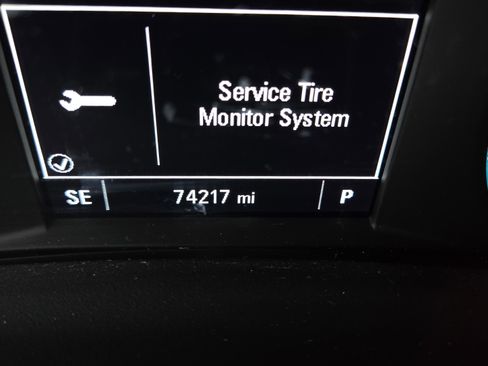 Service Tire
Monitor System
SE 74217 mi P